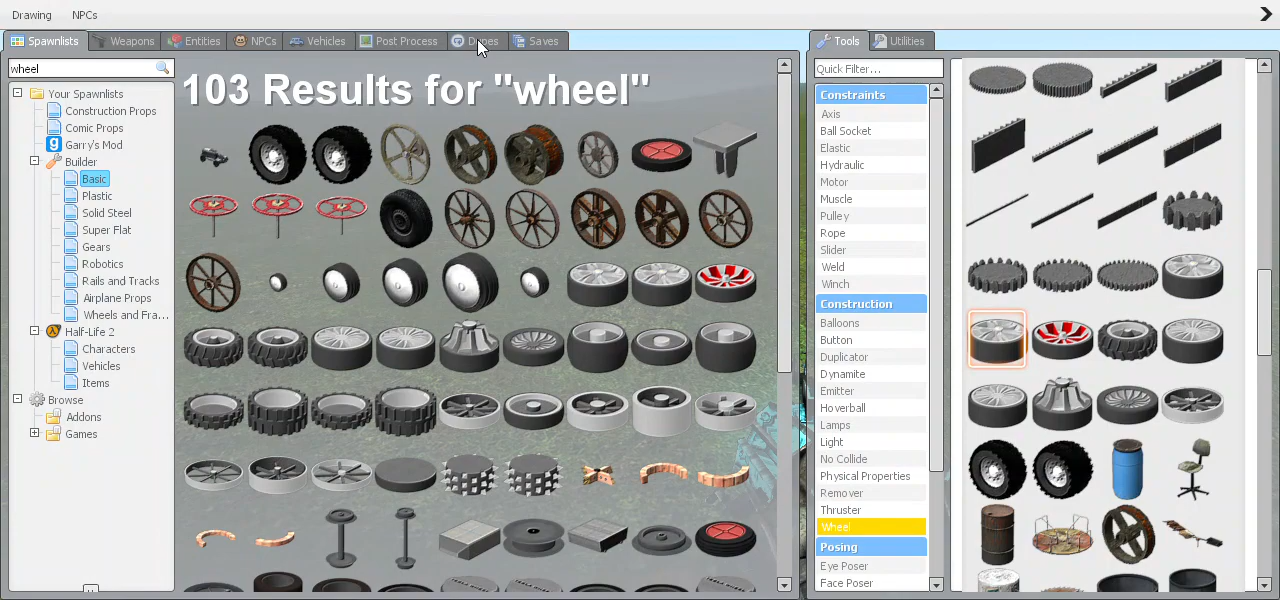 Drawing NPCs
Spawnlists Weapons Entities NPCs Vehicles Post Process Dupes Saves
wheel
Your Spawnlists
Construction Props
Comic Props
Garry's Mod
Builder
Basic
Plastic
Solid Steel
Super Flat
Gears
Robotics
Rails and Tracks
Airplane Props
Wheels and Fra...
Half-Life 2
Characters
Vehicles
Items
Browse
Addons
Games
103 Results for "wheel"
Tools Utilities
Quick Filter...
Constraints
Axis
Ball Socket
Elastic
Hydraulic
Motor
Muscle
Pulley
Rope
Slider
Weld
Winch
Construction
Balloons
Button
Duplicator
Dynamite
Emitter
Hoverball
Lamps
Light
No Collide
Physical Properties
Remover
Thruster
Wheel
Posing
Eye Poser
Face Poser